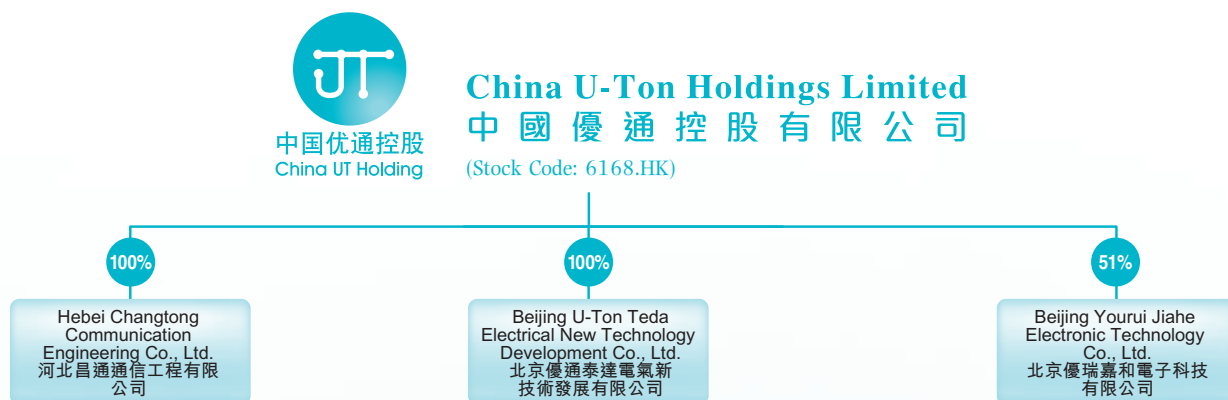 JT
中国优通控股
China UT Holding
China U-Ton Holdings Limited
中國優通控股有限公司
(Stock Code: 6168.HK)
100%
100%
51%
Hebei Changtong
Communication
Engineering Co., Ltd.
河北昌通通信工程有限
公司
Beijing U-Ton Teda
Electrical New Technology
Development Co., Ltd.
北京優通泰達電氣新
技術發展有限公司
Beijing Yourui Jiahe
Electronic Technology
Co., Ltd.
北京優瑞嘉和電子科技
有限公司